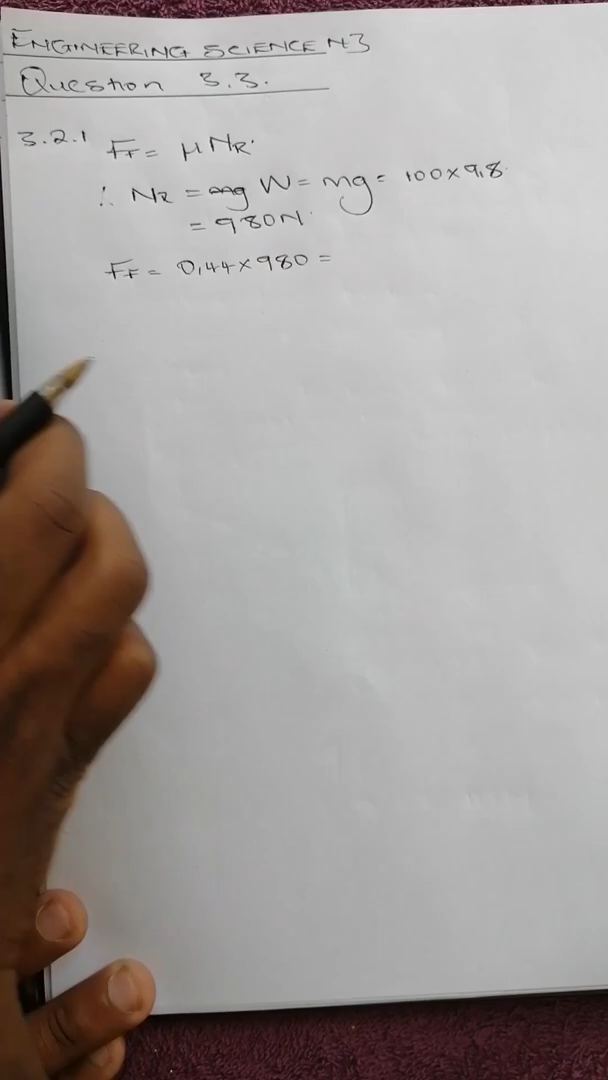 ENGINEERING SCIENCE N3
Question 3.3.
3.2.1 FF = μ NR.
∴ NR = mg W = mg = 100 x 9,8
= 980N
FF = 0,44 x 980 =